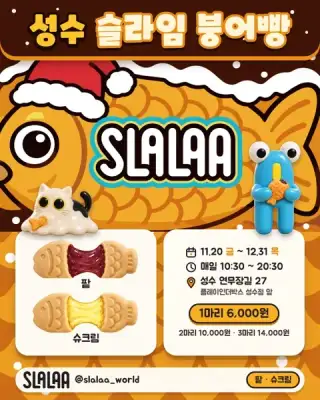 성수 슬라임 붕어빵
SLALAA
팥
슈크림
11.20 금 ~ 12.31 목
매일 10:30 ~ 20:30
성수 연무장길 27
플레이인더박스 성수점 앞
1마리 6,000원
2마리 10,000원 · 3마리 14,000원
SLALAA @slalaa_world
팥 · 슈크림